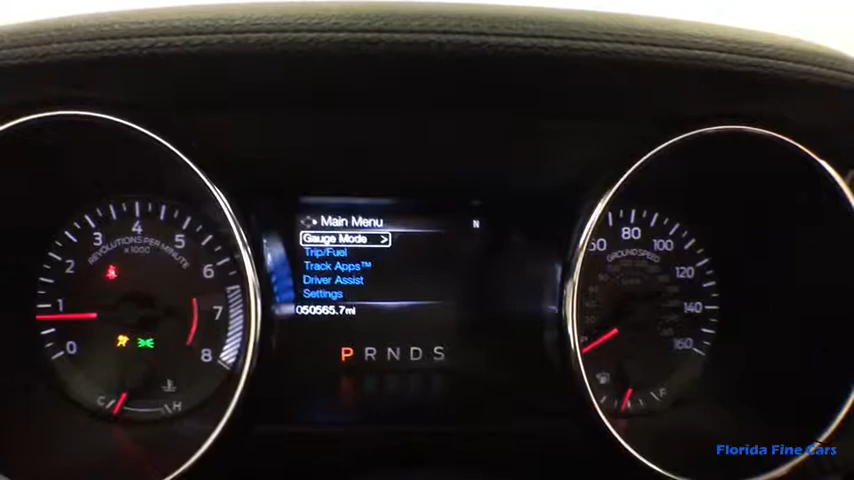 REVOLUTIONS PER MINUTE
X1000
0
1
2
3
4
5
6
7
8
C
H
Main Menu
N
Gauge Mode >
Trip/Fuel
Track Apps™
Driver Assist
Settings
050565.7mi
P R N D S
GROUND SPEED
60
80
100
120
140
160
F
Florida Fine Cars